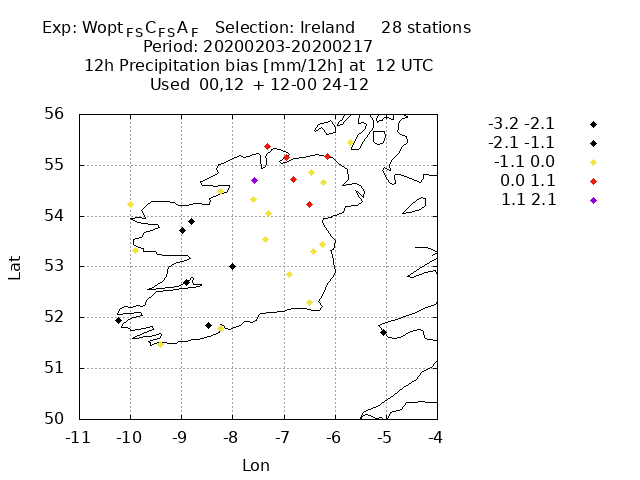 Exp: Wopt FS C FS A F Selection: Ireland 28 stations
Period: 20200203-20200217
12h Precipitation bias [mm/12h] at 12 UTC
Used 00,12 + 12-00 24-12
-3.2 -2.1
-2.1 -1.1
-1.1 0.0
0.0 1.1
1.1 2.1
56
55
54
53
52
51
50
Lat
-11 -10 -9 -8 -7 -6 -5 -4
Lon